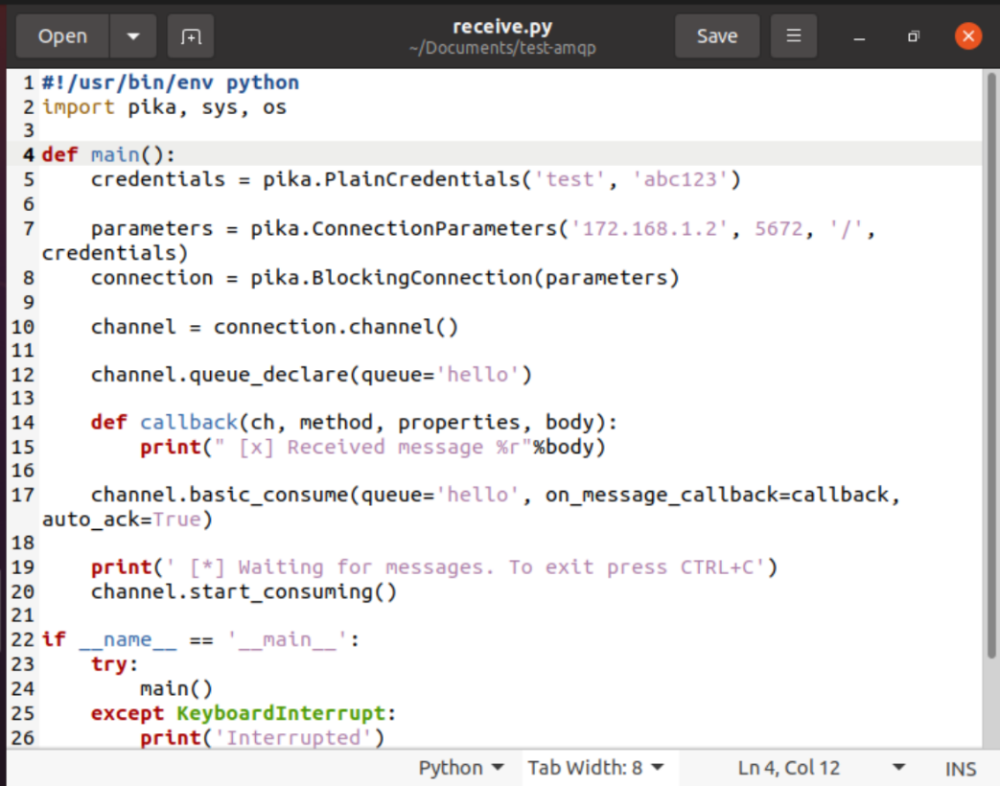 Open
receive.py
~/Documents/test-amqp
Save
1 #!/usr/bin/env python
2 import pika, sys, os
3
4 def main():
5     credentials = pika.PlainCredentials('test', 'abc123')
6
7     parameters = pika.ConnectionParameters('172.168.1.2', 5672, '/',
credentials)
8     connection = pika.BlockingConnection(parameters)
9
10     channel = connection.channel()
11
12     channel.queue_declare(queue='hello')
13
14     def callback(ch, method, properties, body):
15         print(" [x] Received message %r"%body)
16
17     channel.basic_consume(queue='hello', on_message_callback=callback,
auto_ack=True)
18
19     print(' [*] Waiting for messages. To exit press CTRL+C')
20     channel.start_consuming()
21
22 if __name__ == '__main__':
23     try:
24         main()
25     except KeyboardInterrupt:
26         print('Interrupted')
Python Tab Width: 8 Ln 4, Col 12 INS